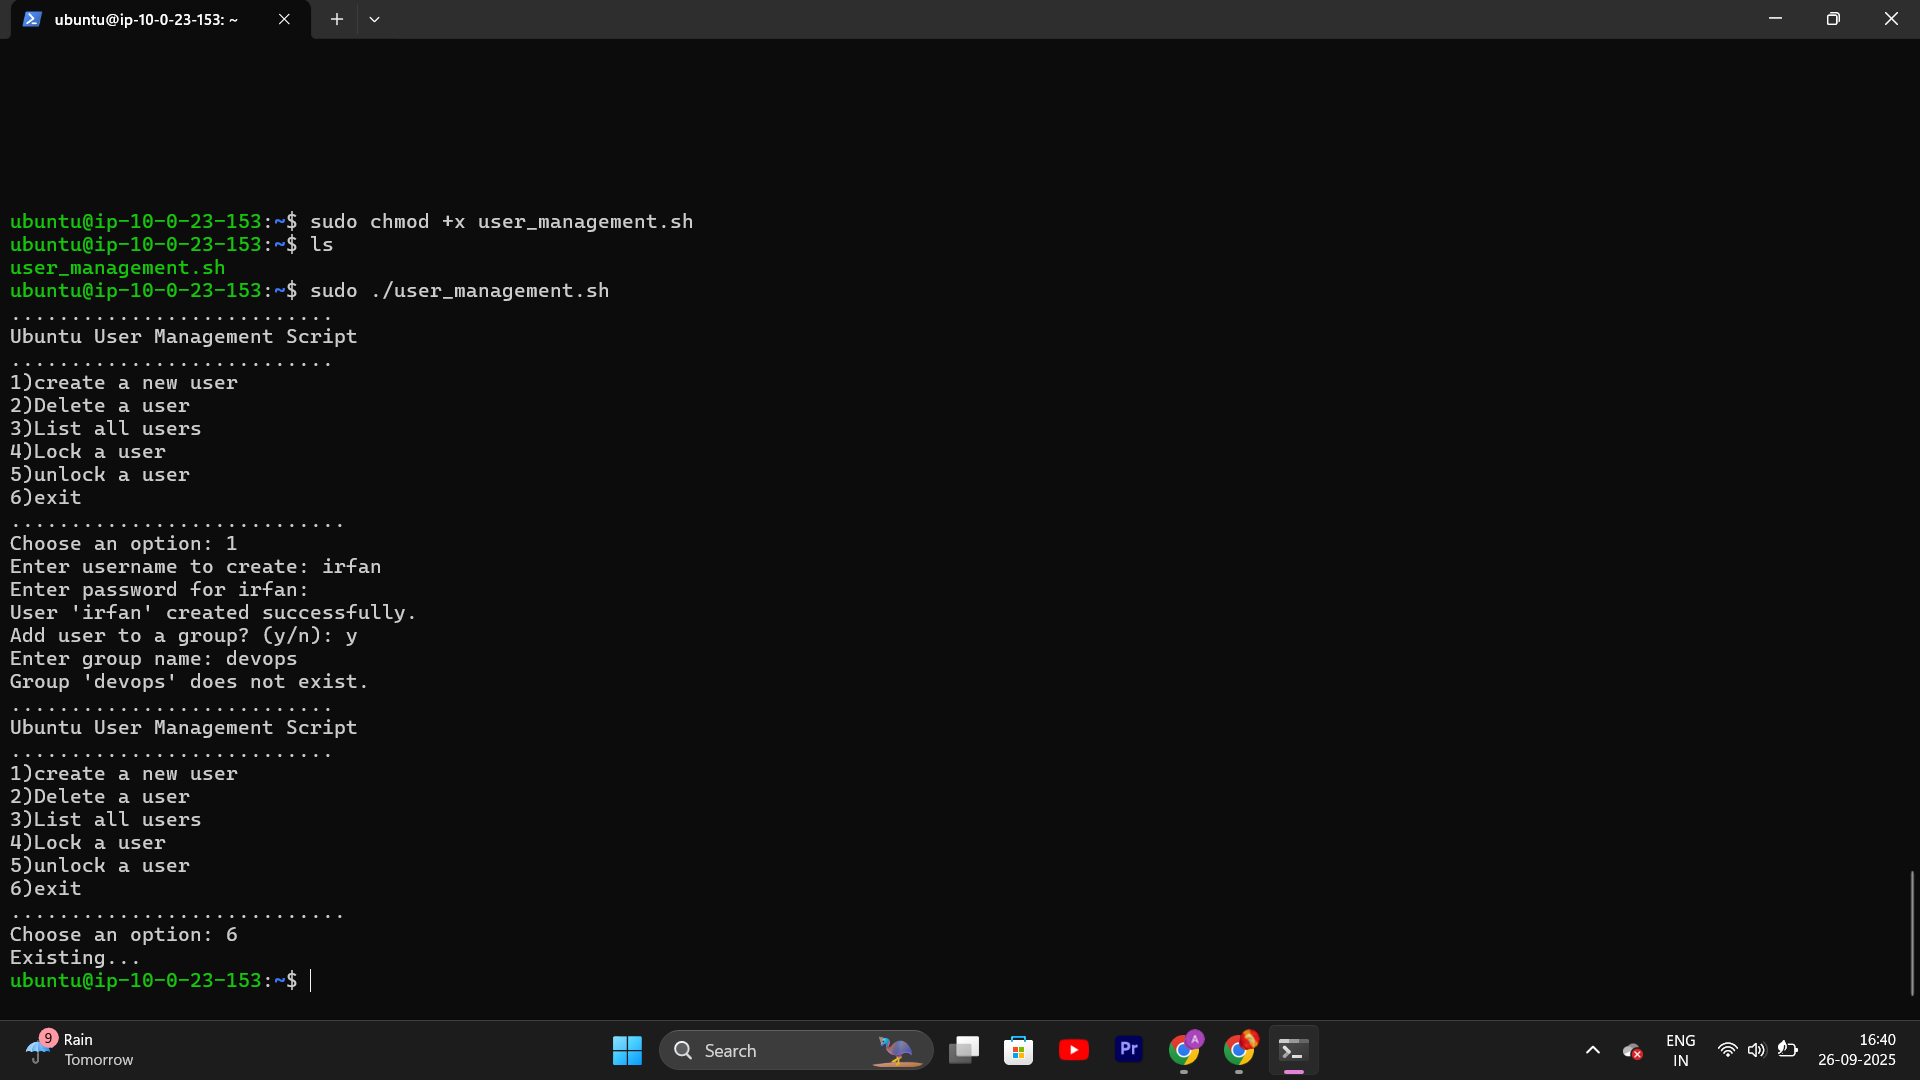 ubuntu@ip-10-0-23-153: ~
ubuntu@ip-10-0-23-153:~$ sudo chmod +x user_management.sh
ubuntu@ip-10-0-23-153:~$ ls
user_management.sh
ubuntu@ip-10-0-23-153:~$ sudo ./user_management.sh
...........................
Ubuntu User Management Script
...........................
1)create a new user
2)Delete a user
3)List all users
4)Lock a user
5)unlock a user
6)exit
............................
Choose an option: 1
Enter username to create: irfan
Enter password for irfan:
User 'irfan' created successfully.
Add user to a group? (y/n): y
Enter group name: devops
Group 'devops' does not exist.
...........................
Ubuntu User Management Script
...........................
1)create a new user
2)Delete a user
3)List all users
4)Lock a user
5)unlock a user
6)exit
............................
Choose an option: 6
Existing...
ubuntu@ip-10-0-23-153:~$
9
Rain
Tomorrow
Search
Pr
A
ENG
IN
16:40
26-09-2025